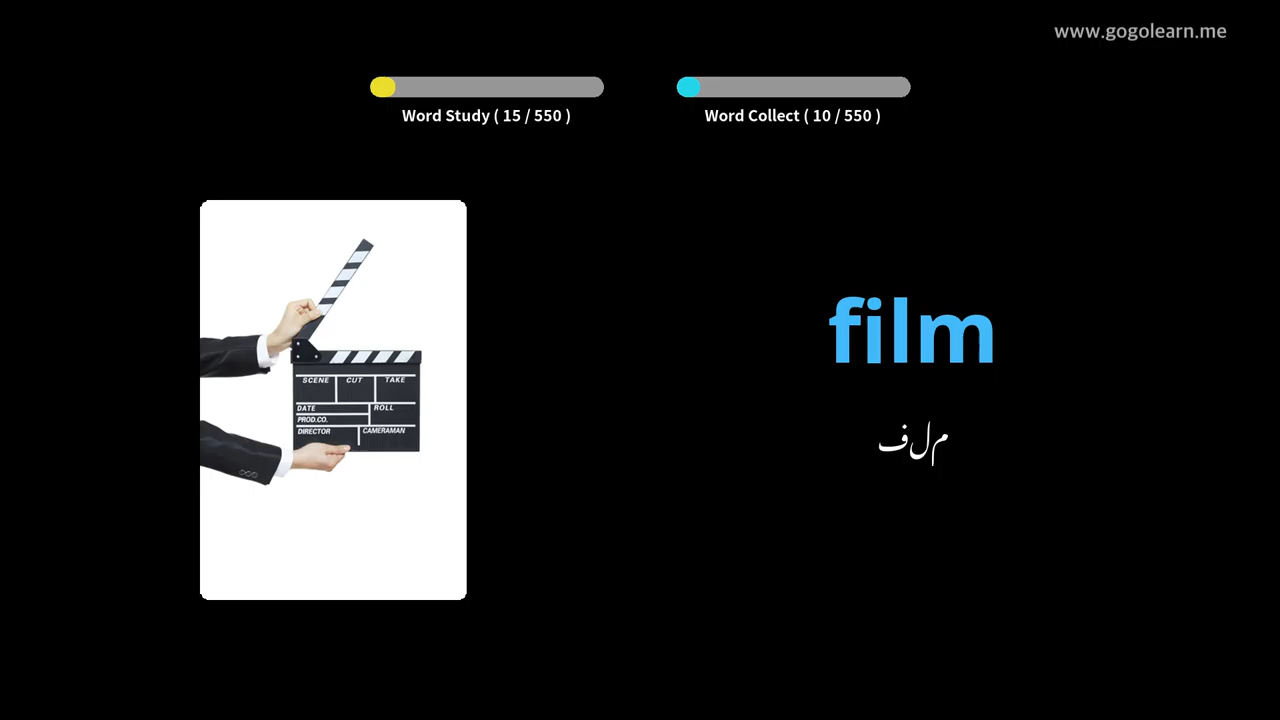 www.gogolearn.me
Word Study ( 15 / 550 )
Word Collect ( 10 / 550 )
SCENE CUT TAKE
DATE ROLL
PROD.CO.
DIRECTOR CAMERAMAN
film
فلم